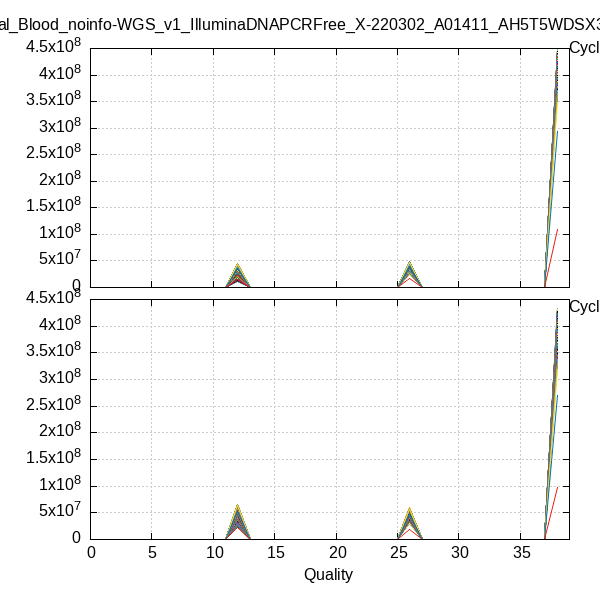 al_Blood_noinfo-WGS_v1_IlluminaDNAPCRFree_X-220302_A01411_AH5T5WDSX3
4.5x10^8
Cycl
4x10^8
3.5x10^8
3x10^8
2.5x10^8
2x10^8
1.5x10^8
1x10^8
5x10^7
0
4.5x10^8
Cycl
4x10^8
3.5x10^8
3x10^8
2.5x10^8
2x10^8
1.5x10^8
1x10^8
5x10^7
0
0 5 10 15 20 25 30 35
Quality